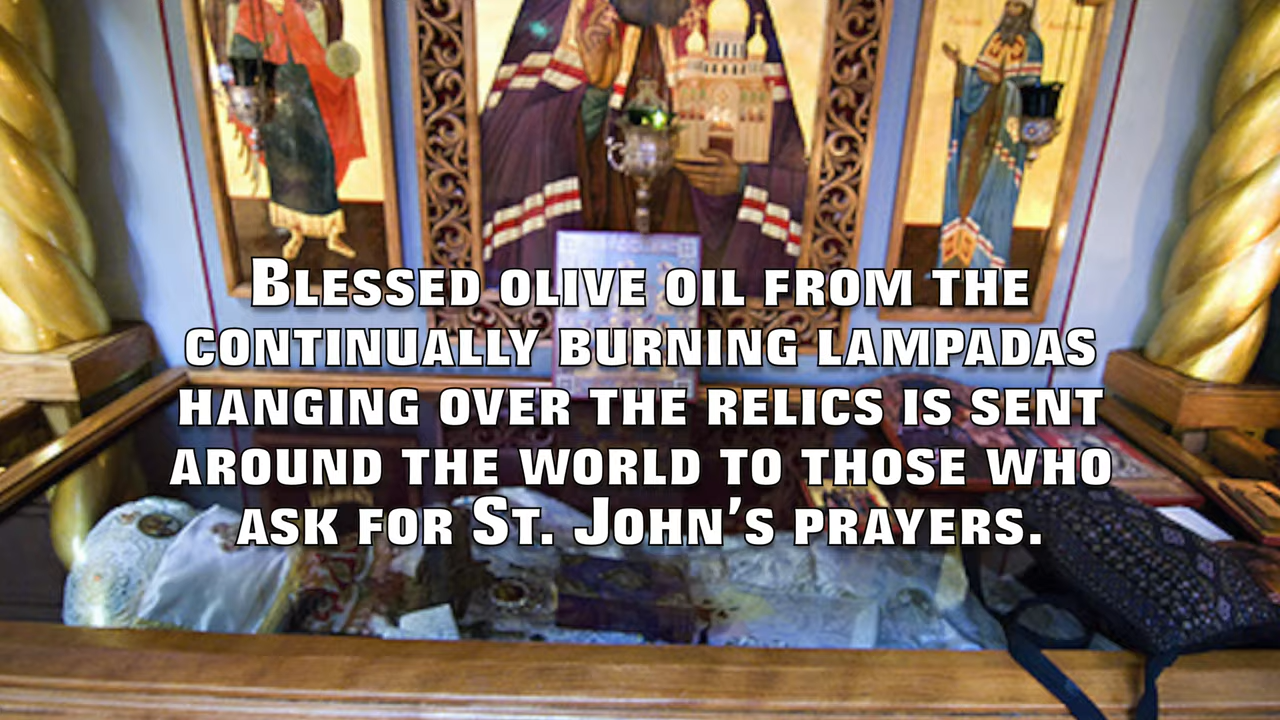 Blessed olive oil from the
continually burning lampadas
hanging over the relics is sent
around the world to those who
ask for St. John's prayers.